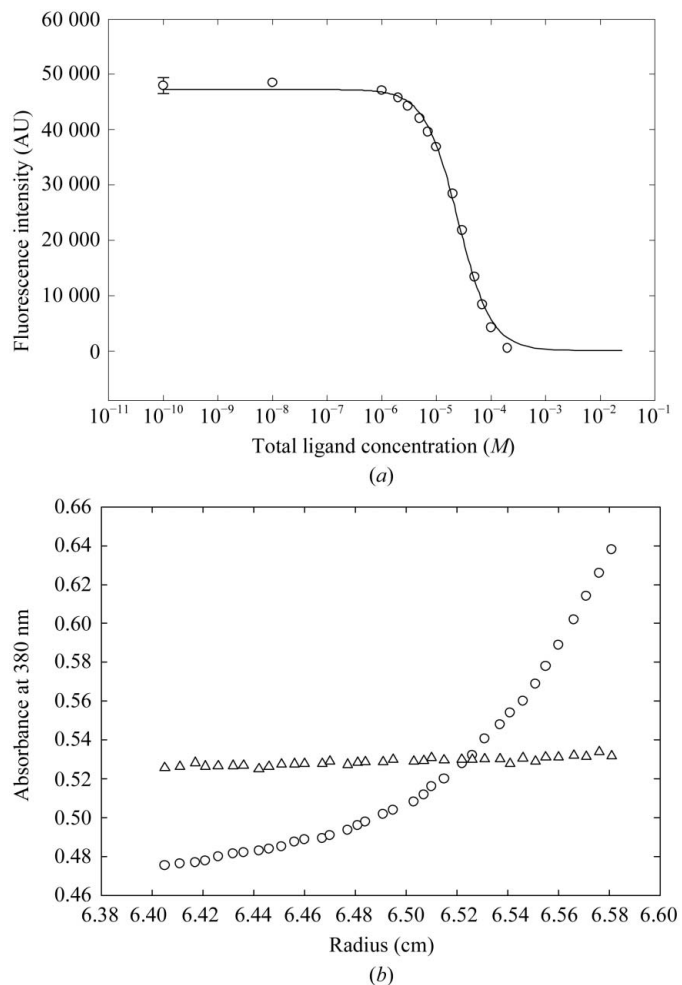 60 000
50 000
40 000
30 000
20 000
10 000
0
Fluorescence intensity (AU)
10⁻¹¹ 10⁻¹⁰ 10⁻⁹ 10⁻⁸ 10⁻⁷ 10⁻⁶ 10⁻⁵ 10⁻⁴ 10⁻³ 10⁻² 10⁻¹
Total ligand concentration (M)
(a)
0.66
0.64
0.62
0.60
0.58
0.56
0.54
0.52
0.50
0.48
0.46
Absorbance at 380 nm
6.38 6.40 6.42 6.44 6.46 6.48 6.50 6.52 6.54 6.56 6.58 6.60
Radius (cm)
(b)